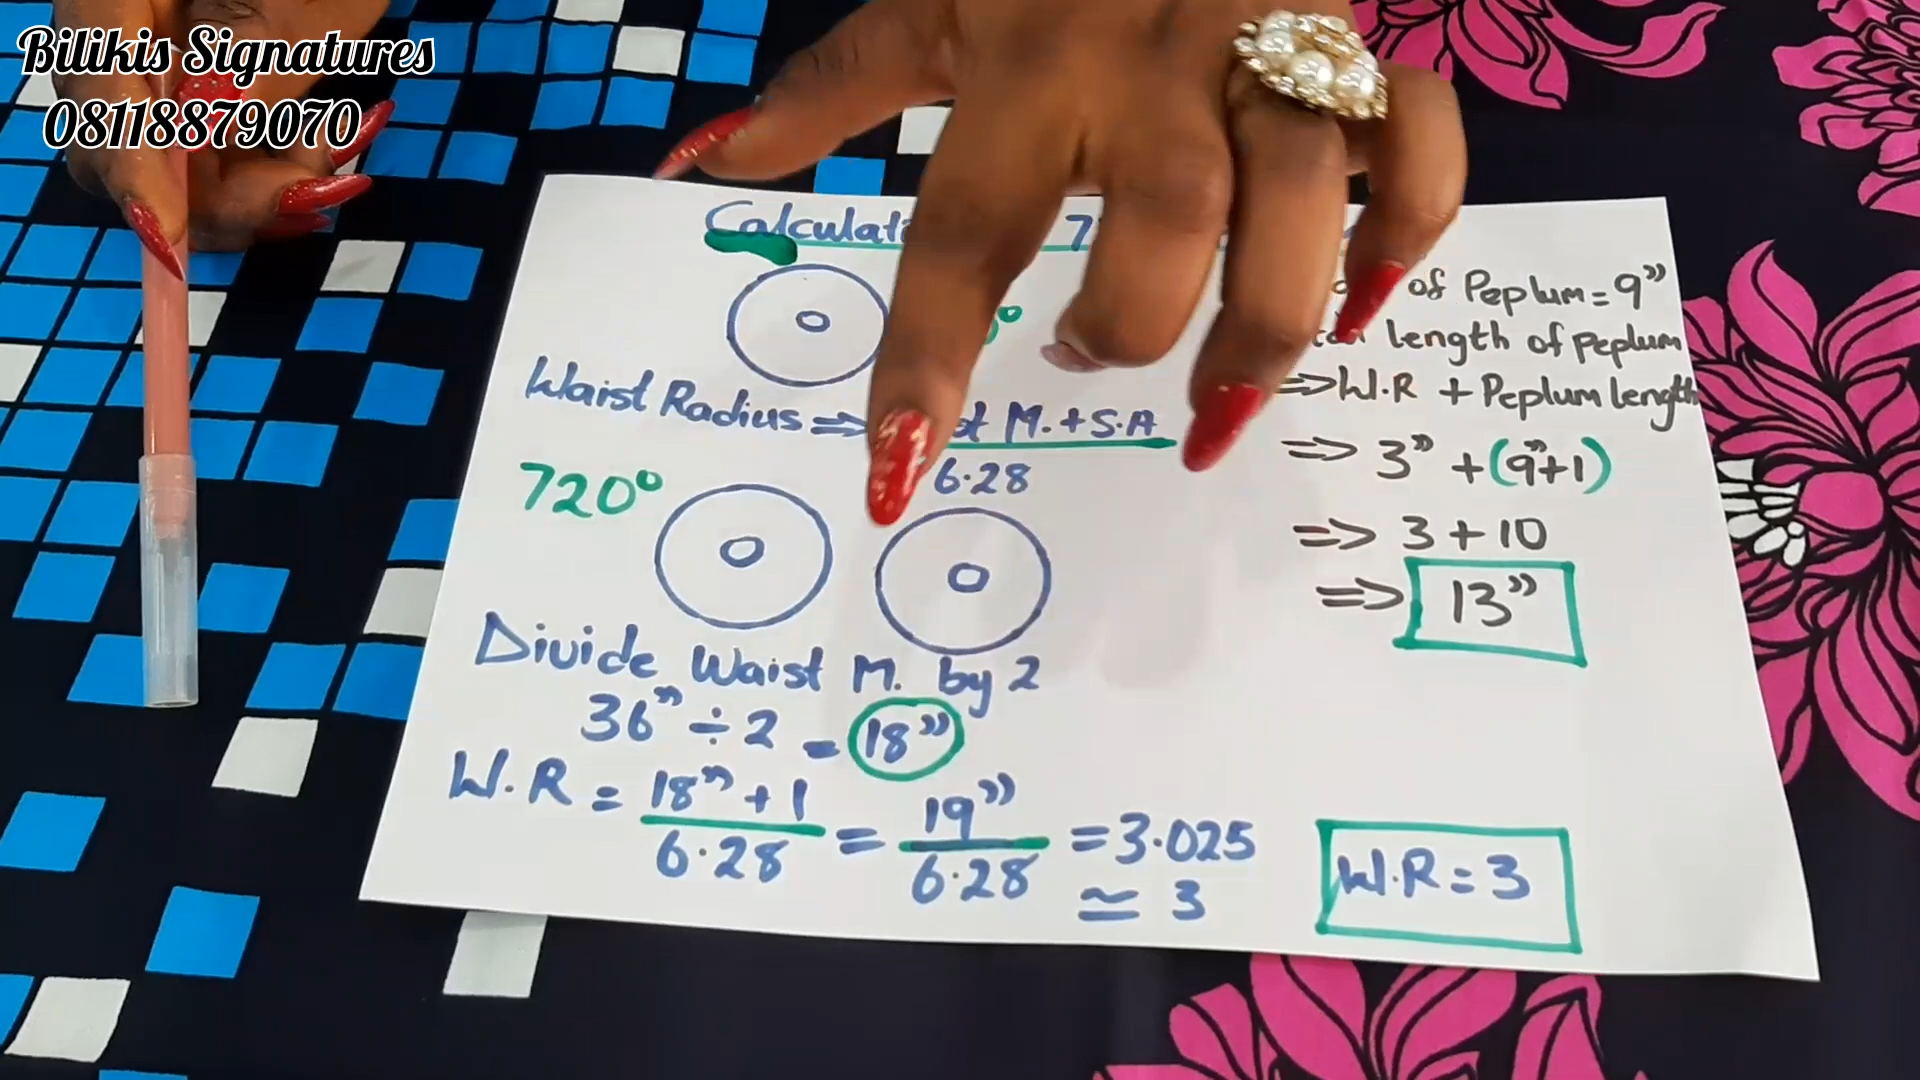 Bilikis Signatures
08118879070
Calculati
of Peplum = 9"
length of peplum
Waist Radius ⇒ M. + S.A
6.28
⇒ W.R + Peplum length
⇒ 3" + (9"+1)
⇒ 3 + 10
⇒ 13"
720°
Divide Waist M. by 2
36" ÷ 2 = 18"
W.R = 18" + 1 = 19" = 3.025
6.28 6.28 ≃ 3
W.R = 3